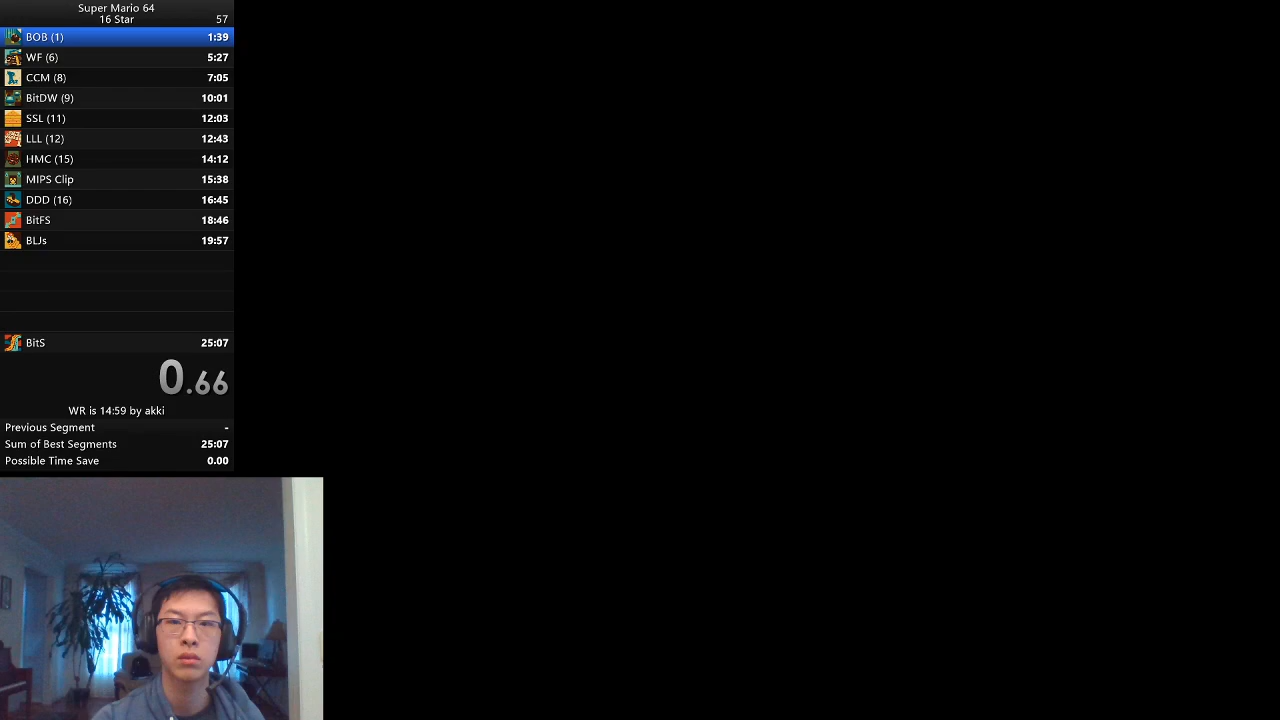 Super Mario 64
16 Star 57
BOB (1) 1:39
WF (6) 5:27
CCM (8) 7:05
BitDW (9) 10:01
SSL (11) 12:03
LLL (12) 12:43
HMC (15) 14:12
MIPS Clip 15:38
DDD (16) 16:45
BitFS 18:46
BLJs 19:57
BitS 25:07
0.66
WR is 14:59 by akki
Previous Segment -
Sum of Best Segments 25:07
Possible Time Save 0.00